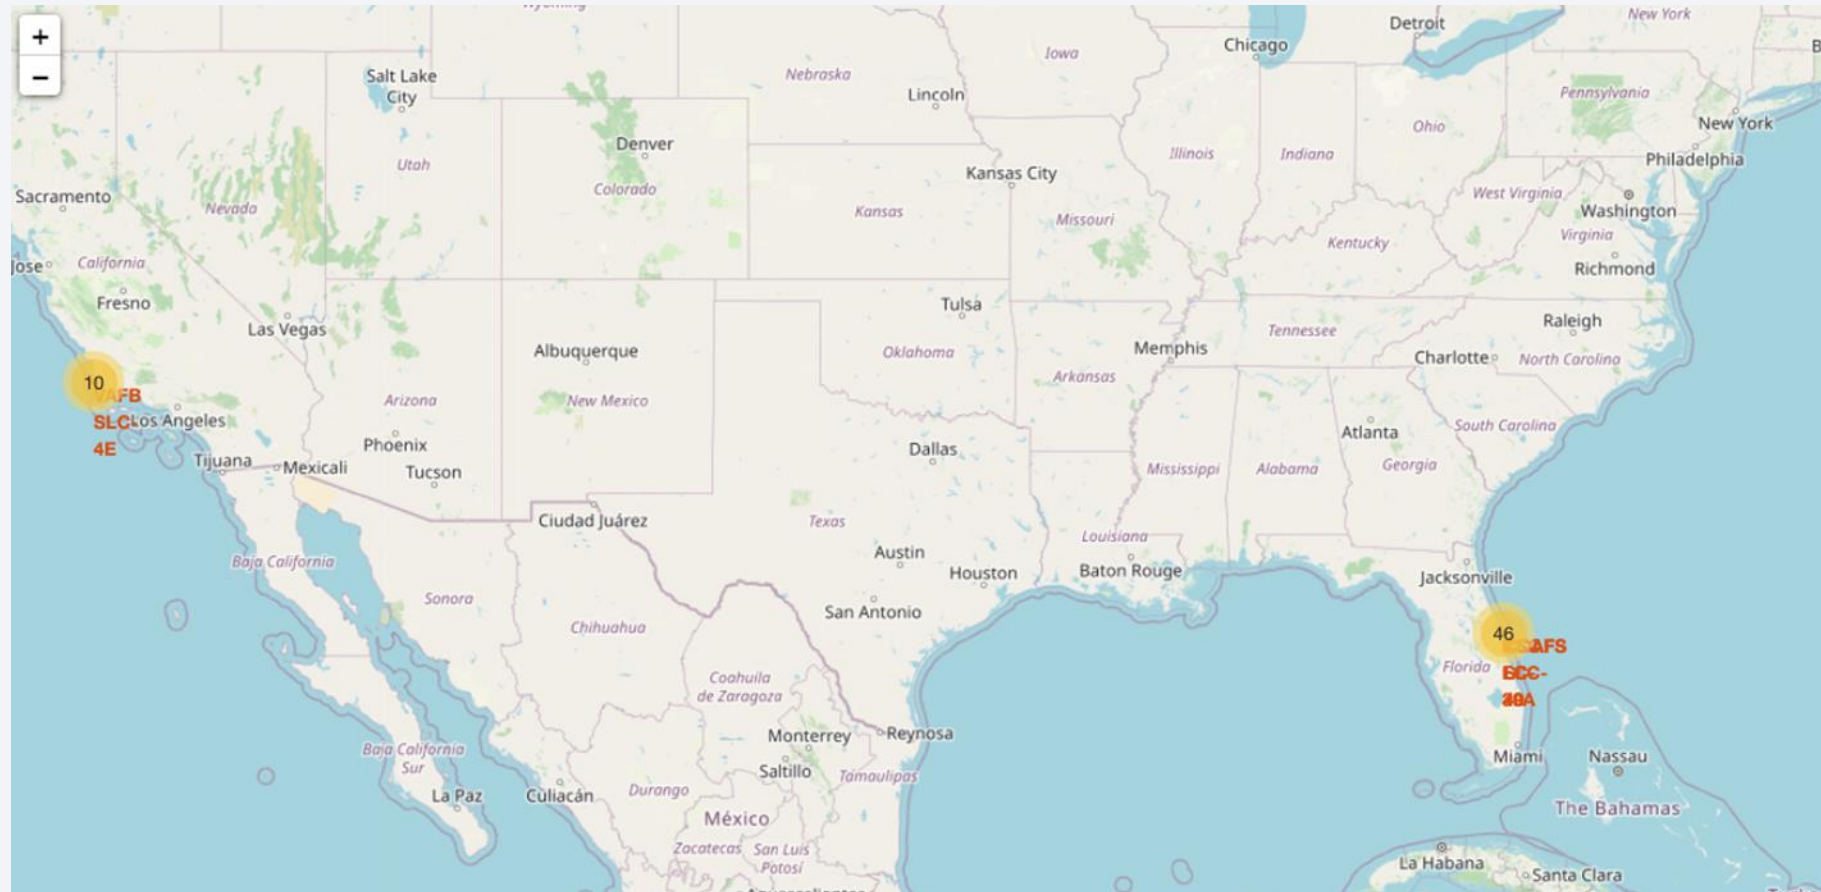 +
−
Wyoming
Detroit
New York
Chicago
Iowa
Salt Lake
City
Nebraska
Lincoln
Pennsylvania
New York
Ohio
Denver
Utah
Illinois
Indiana
Philadelphia
Kansas City
Colorado
Sacramento
Nevada
West Virginia
Washington
Kansas
Missouri
Virginia
Kentucky
Jose
California
Richmond
Fresno
Tulsa
Las Vegas
Raleigh
Tennessee
Albuquerque
Oklahoma
Memphis
Charlotte
North Carolina
10
Arkansas
VAFB
SLC-
4E
Arizona
New Mexico
Los Angeles
South Carolina
Atlanta
Phoenix
Dallas
Tijuana
Mexicali
Tucson
Mississippi
Alabama
Georgia
Ciudad Juárez
Texas
Louisiana
Austin
Baja California
Houston
Baton Rouge
Jacksonville
Sonora
San Antonio
Chihuahua
46
Florida
Coahuila
de Zaragoza
Monterrey
Reynosa
Baja California
Sur
Miami
Nassau
Saltillo
Tamaulipas
La Paz
Culiacán
Durango
The Bahamas
México
Zacatecas
San Luis
Potosí
La Habana
Santa Clara
Aguascalientes